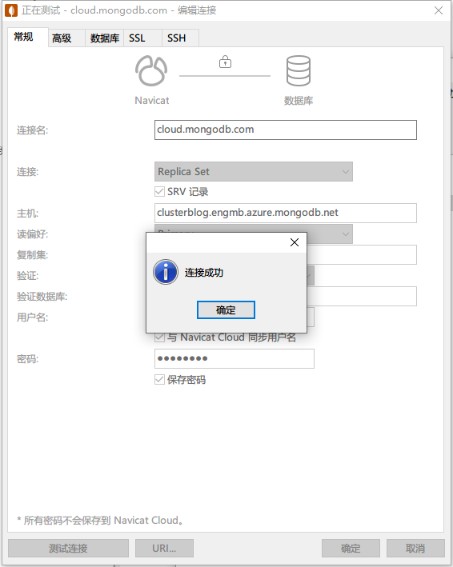 正在测试 - cloud.mongodb.com - 编辑连接
常规 高级 数据库 SSL SSH
Navicat 数据库
连接名: cloud.mongodb.com
连接: Replica Set
SRV 记录
主机: clusterblog.engmb.azure.mongodb.net
读偏好:
复制集:
连接成功
验证:
验证数据库:
确定
用户名:
与 Navicat Cloud 同步用户名
密码: ●●●●●●●●
保存密码
* 所有密码不会保存到 Navicat Cloud。
测试连接 URI... 确定 取消